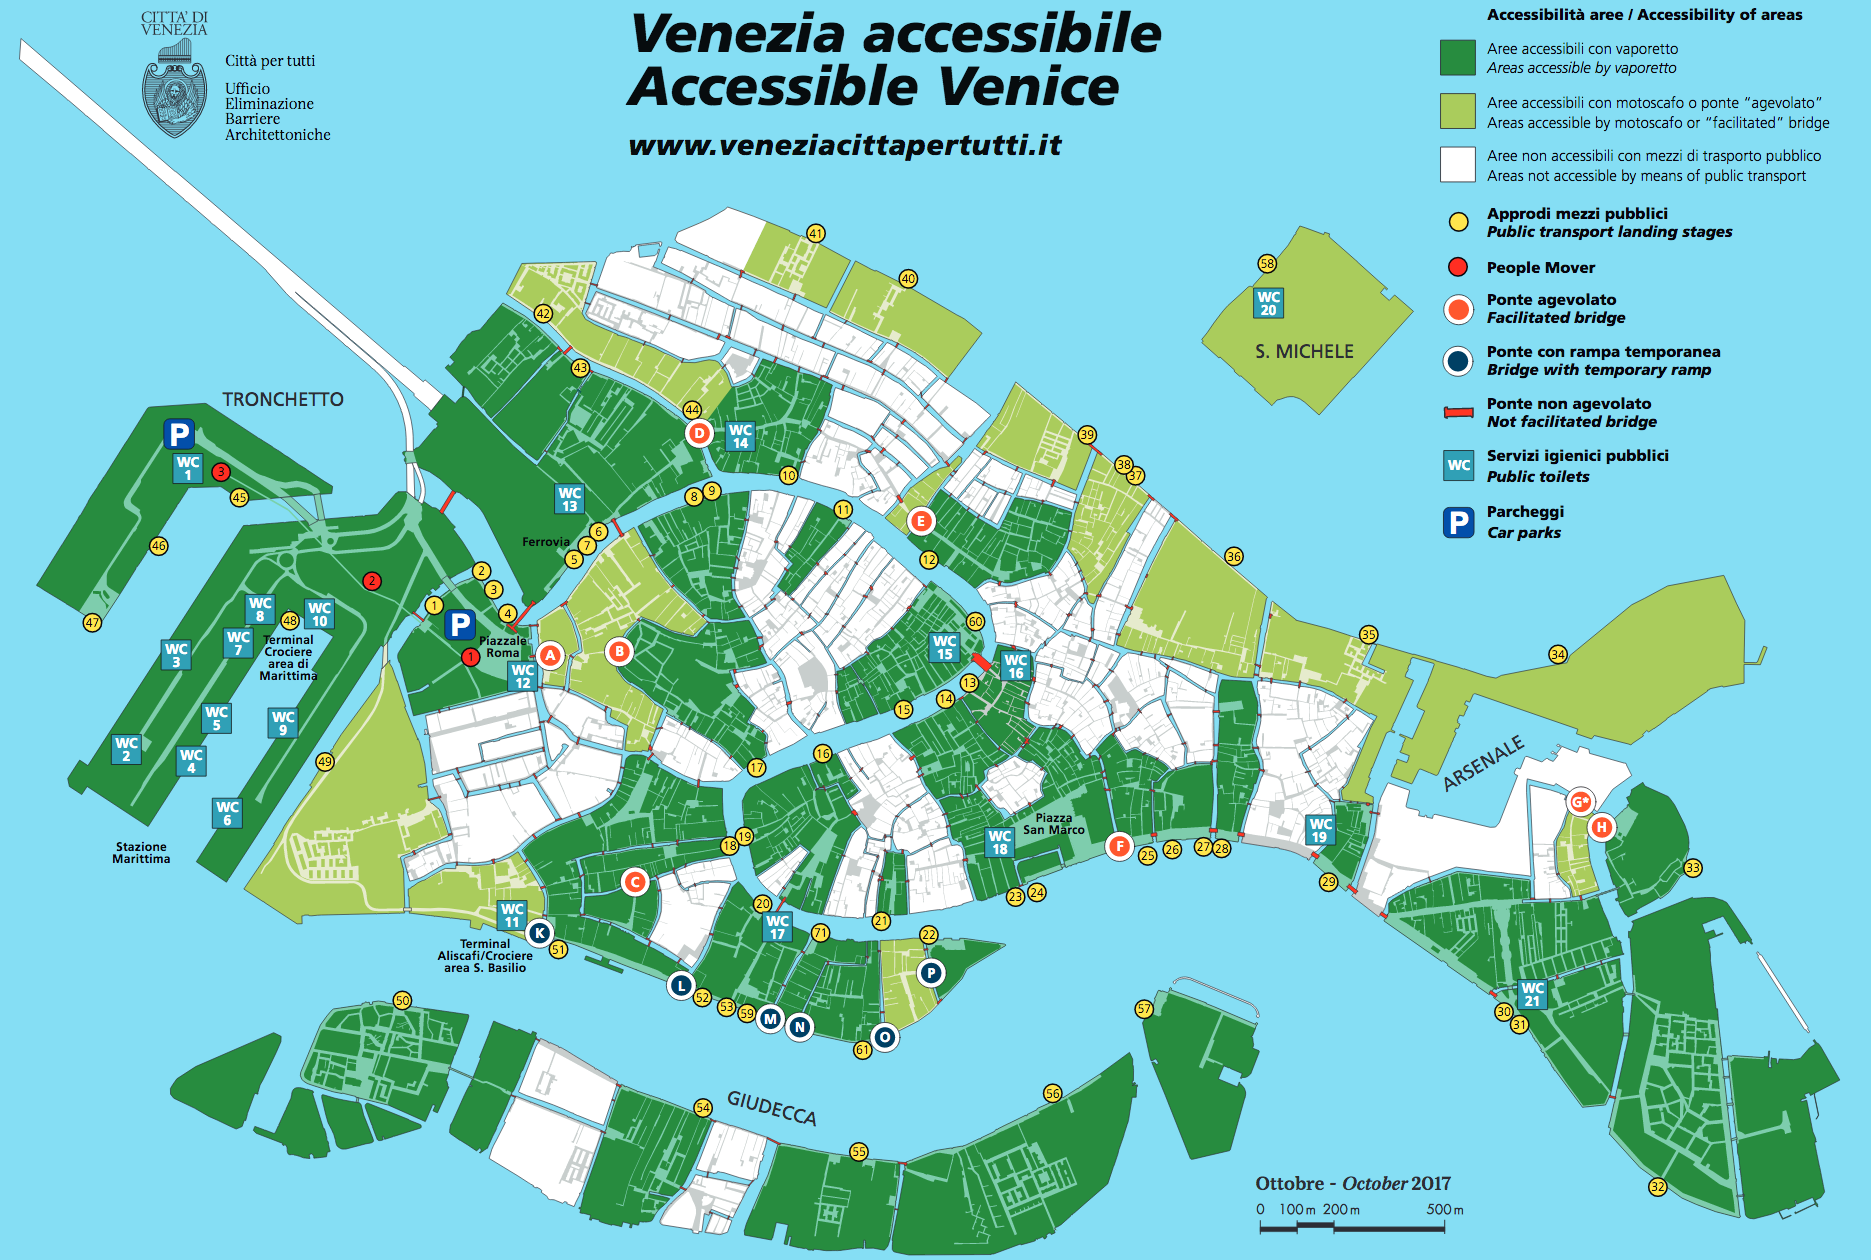 CITTA' DI
VENEZIA
Città per tutti
Ufficio
Eliminazione
Barriere
Architettoniche
Venezia accessibile
Accessible Venice
www.veneziacittapertutti.it
Accessibilità aree / Accessibility of areas
Aree accessibili con vaporetto
Areas accessible by vaporetto
Aree accessibili con motoscafo o ponte "agevolato"
Areas accessible by motoscafo or "facilitated" bridge
Aree non accessibili con mezzi di trasporto pubblico
Areas not accessible by means of public transport
Approdi mezzi pubblici
Public transport landing stages
People Mover
Ponte agevolato
Facilitated bridge
Ponte con rampa temporanea
Bridge with temporary ramp
Ponte non agevolato
Not facilitated bridge
WC
Servizi igienici pubblici
Public toilets
P
Parcheggi
Car parks
41
40
58
WC
20
S. MICHELE
42
43
44
D
WC
14
TRONCHETTO
P
WC
1
3
45
46
47
10
8
9
11
39
38
37
E
12
36
WC
13
Ferrovia
6
7
5
2
2
3
1
4
P
Piazzale
Roma
1
WC
12
A
B
WC
8
48
WC
10
WC
7
Terminal
Crociere
area di
Marittima
WC
3
WC
5
WC
9
WC
2
WC
4
WC
6
49
Stazione
Marittima
60
WC
15
WC
16
13
14
15
16
17
35
34
ARSENALE
G*
H
33
18
19
C
Piazza
San Marco
WC
18
F
25
26
27
28
WC
19
29
23
24
20
WC
17
21
71
22
P
WC
11
K
51
Terminal
Aliscafi/Crociere
area S. Basilio
L
52
53
59
M
N
61
O
57
WC
21
30
31
32
50
54
GIUDECCA
55
56
Ottobre - October 2017
0 100m 200m 500m